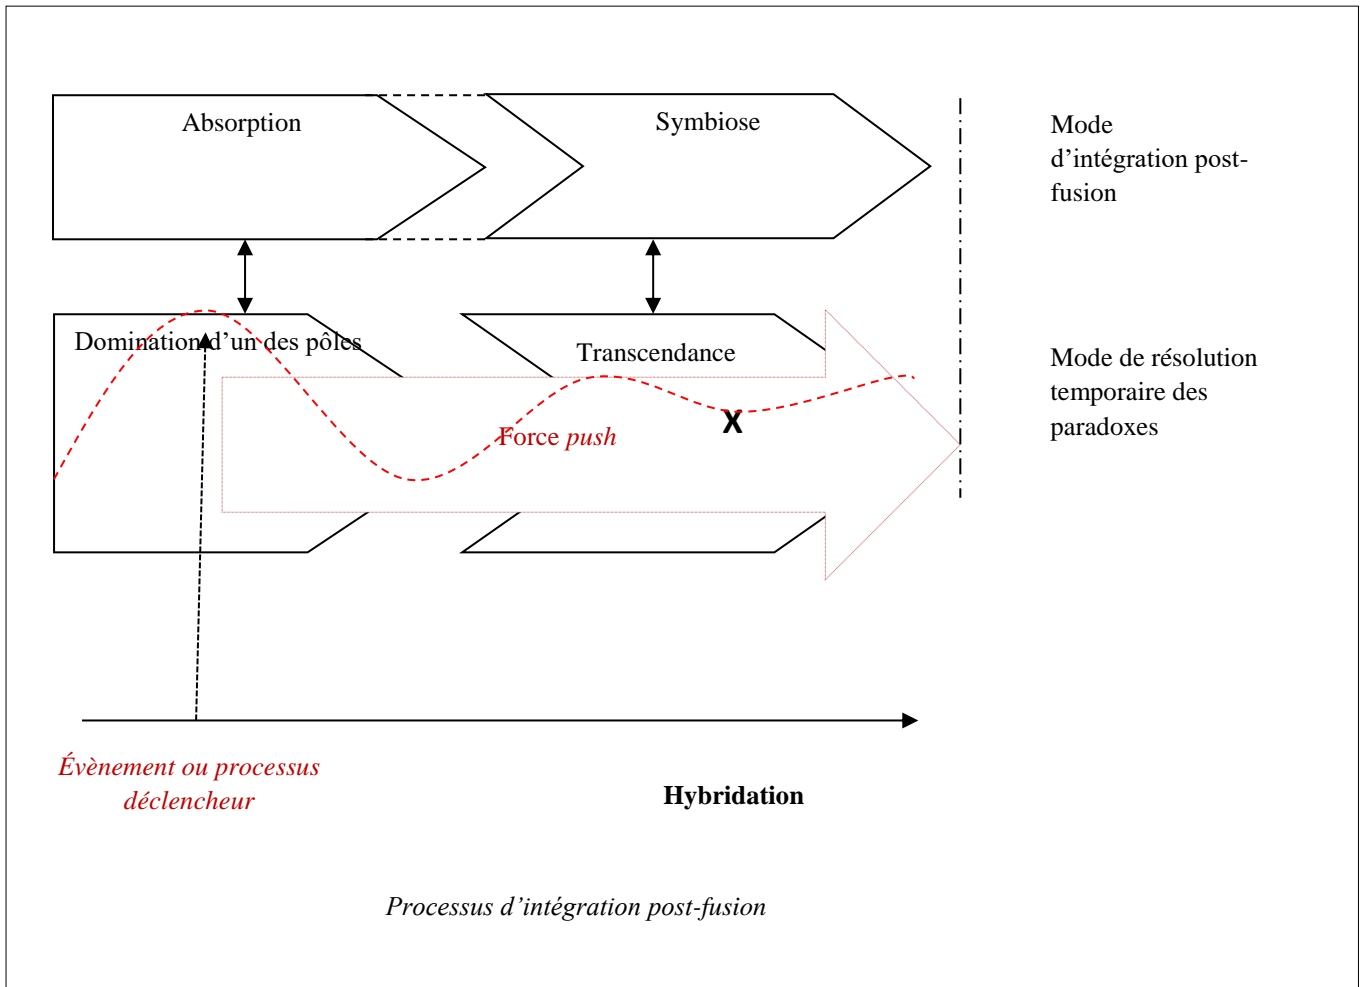 Absorption
Symbiose
Mode
d’intégration post-
fusion
Domination d’un des pôles
Transcendance
Mode de résolution
temporaire des
paradoxes
X
Force push
Évènement ou processus
déclencheur
Hybridation
Processus d’intégration post-fusion